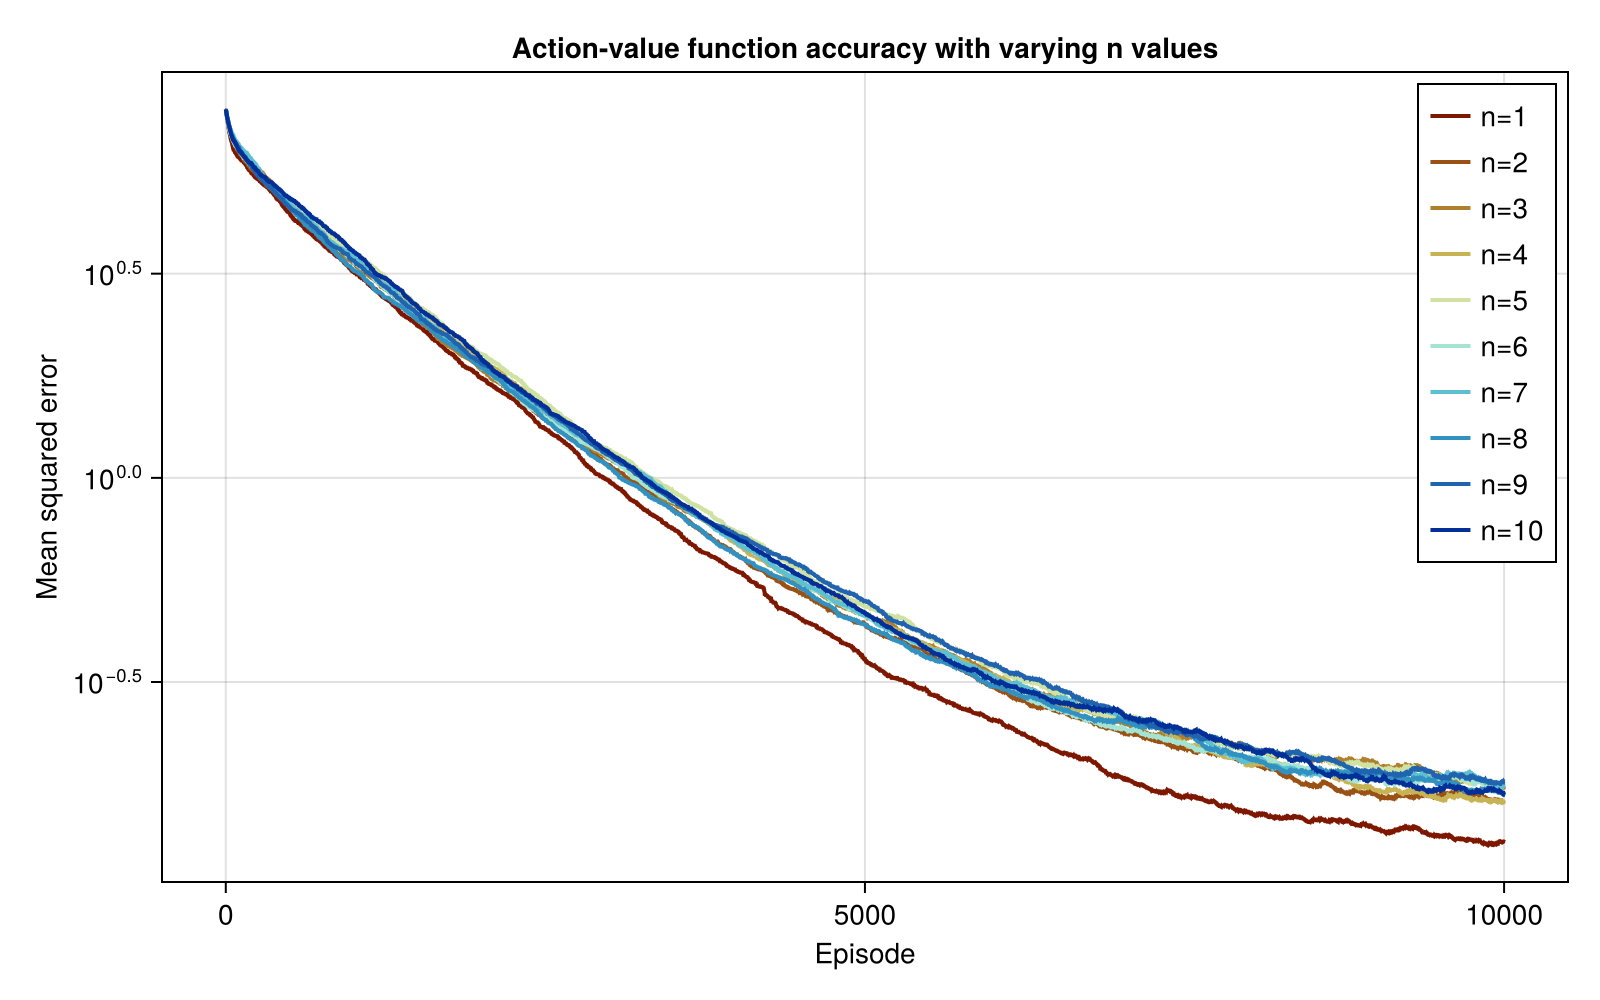 Action-value function accuracy with varying n values
n=1
n=2
n=3
n=4
n=5
n=6
n=7
n=8
n=9
n=10
10^0.5
10^0.0
10^−0.5
Mean squared error
0
5000
10000
Episode